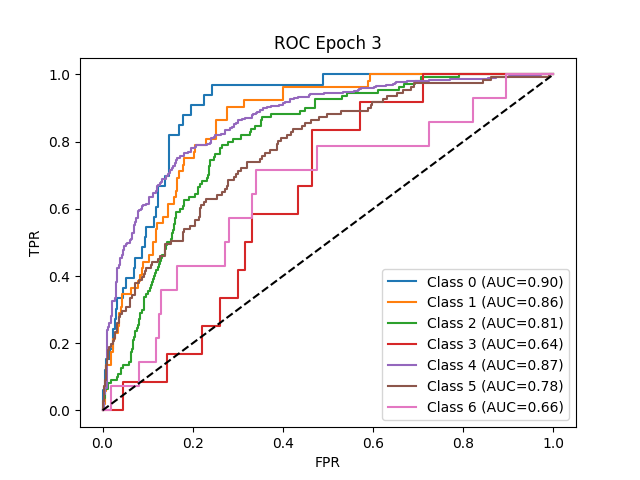 ROC Epoch 3
TPR
1.0
0.8
0.6
0.4
0.2
0.0
0.0 0.2 0.4 0.6 0.8 1.0
FPR
Class 0 (AUC=0.90)
Class 1 (AUC=0.86)
Class 2 (AUC=0.81)
Class 3 (AUC=0.64)
Class 4 (AUC=0.87)
Class 5 (AUC=0.78)
Class 6 (AUC=0.66)